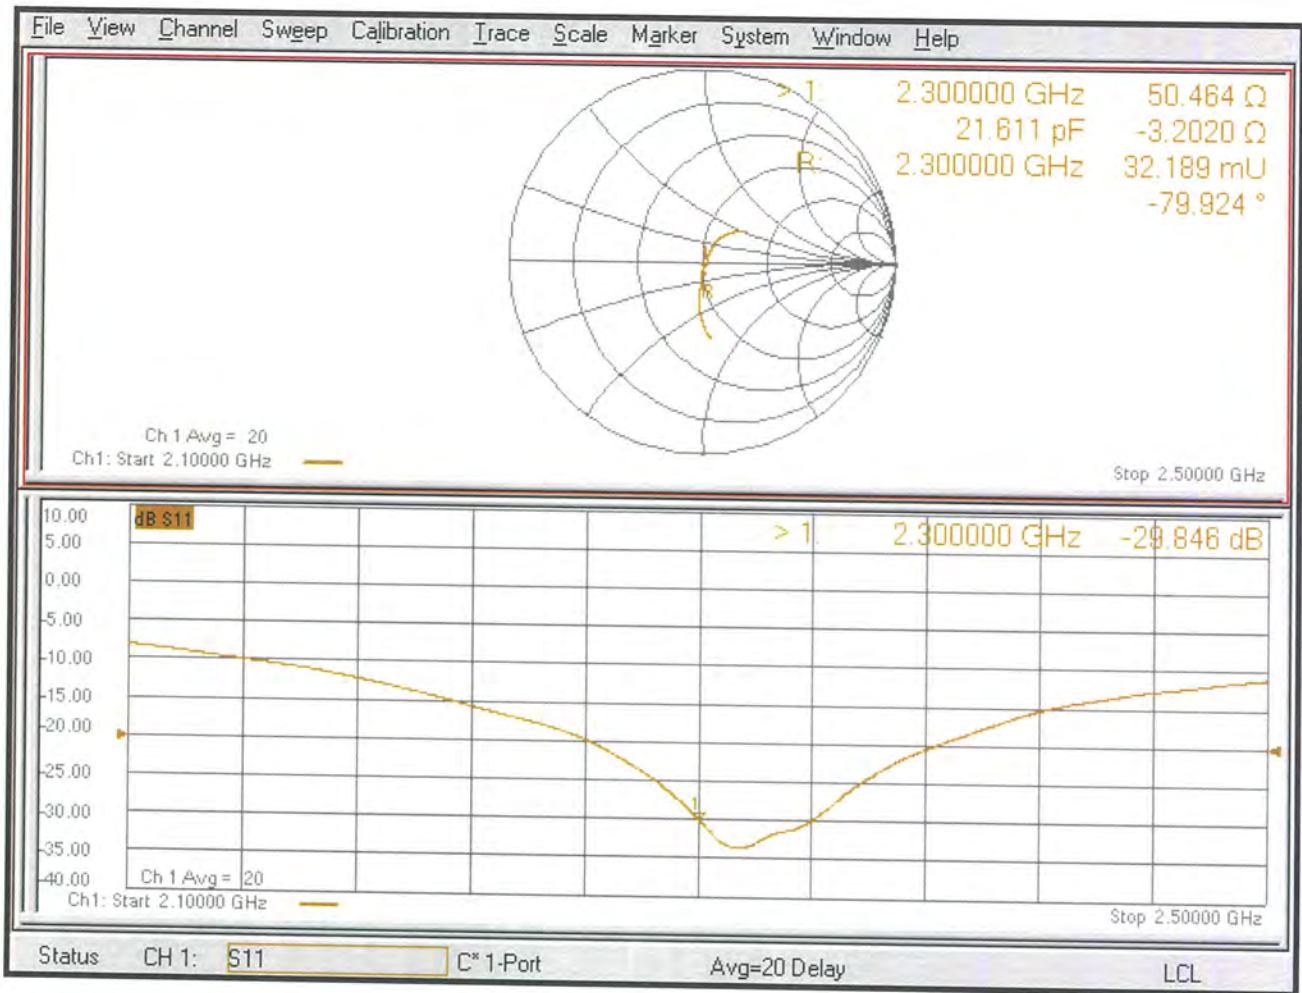 File View Channel Sweep Calibration Trace Scale Marker System Window Help
> 1: 2.300000 GHz 50.464 Ω
21.611 pF -3.2020 Ω
R: 2.300000 GHz 32.189 mU
-79.924 °
1
R
Ch 1 Avg = 20
Ch1: Start 2.10000 GHz
Stop 2.50000 GHz
10.00
dB S11
> 1: 2.300000 GHz -29.846 dB
5.00
0.00
-5.00
-10.00
-15.00
-20.00
-25.00
-30.00
-35.00
-40.00
1
Ch 1 Avg = 20
Ch1: Start 2.10000 GHz
Stop 2.50000 GHz
Status CH 1: S11 C* 1-Port Avg=20 Delay LCL